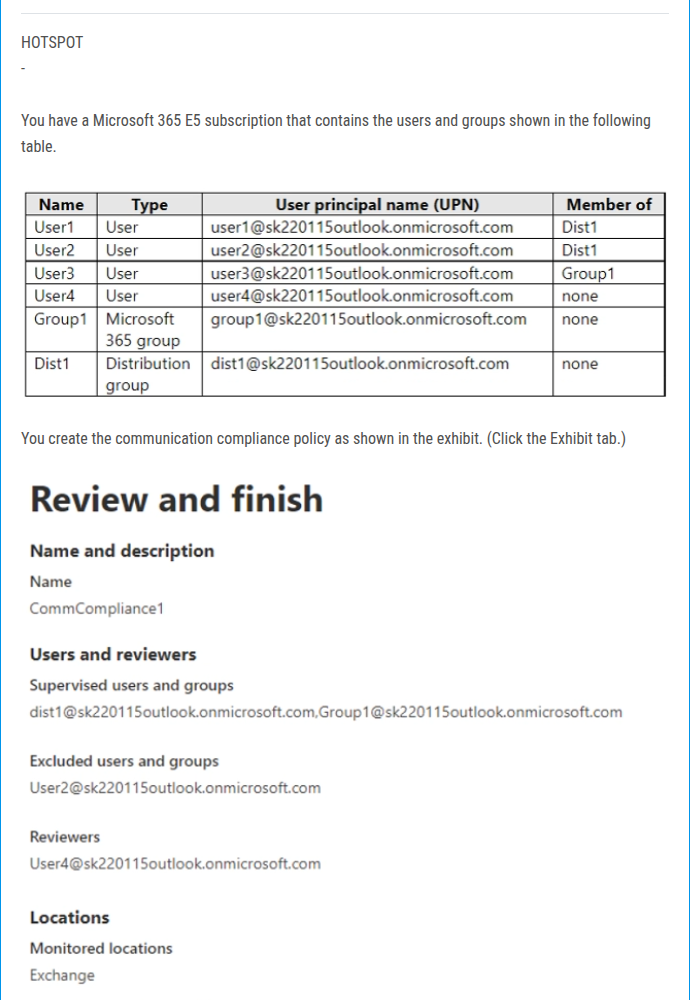 HOTSPOT
-
You have a Microsoft 365 E5 subscription that contains the users and groups shown in the following
table.
Name Type User principal name (UPN) Member of
User1 User user1@sk220115outlook.onmicrosoft.com Dist1
User2 User user2@sk220115outlook.onmicrosoft.com Dist1
User3 User user3@sk220115outlook.onmicrosoft.com Group1
User4 User user4@sk220115outlook.onmicrosoft.com none
Group1 Microsoft group1@sk220115outlook.onmicrosoft.com none
365 group
Dist1 Distribution dist1@sk220115outlook.onmicrosoft.com none
group
You create the communication compliance policy as shown in the exhibit. (Click the Exhibit tab.)
Review and finish
Name and description
Name
CommCompliance1
Users and reviewers
Supervised users and groups
dist1@sk220115outlook.onmicrosoft.com,Group1@sk220115outlook.onmicrosoft.com
Excluded users and groups
User2@sk220115outlook.onmicrosoft.com
Reviewers
User4@sk220115outlook.onmicrosoft.com
Locations
Monitored locations
Exchange